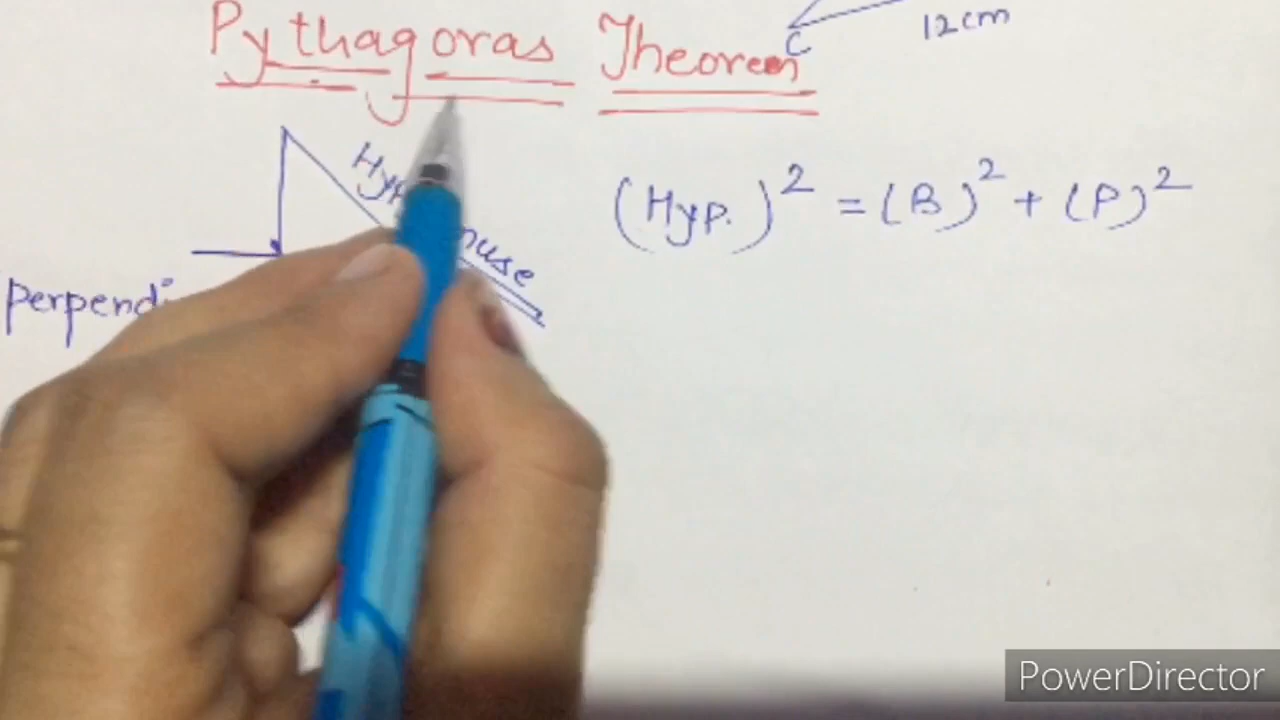 Pythagoras Theorem
C
12cm
(Hyp.)² = (B)² + (P)²
PowerDirector